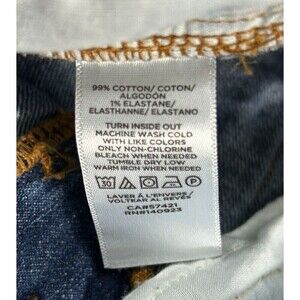 99% COTTON/ COTON/
ALGODÓN
1% ELASTANE/
ELASTHANNE/ ELASTANO
TURN INSIDE OUT
MACHINE WASH COLD
WITH LIKE COLORS
ONLY NON-CHLORINE
BLEACH WHEN NEEDED
TUMBLE DRY LOW
WARM IRON WHEN NEEDED
30
LAVER À L'ENVERS/
VOLTEAR AL REVÉS
CA#57421
RN#140923